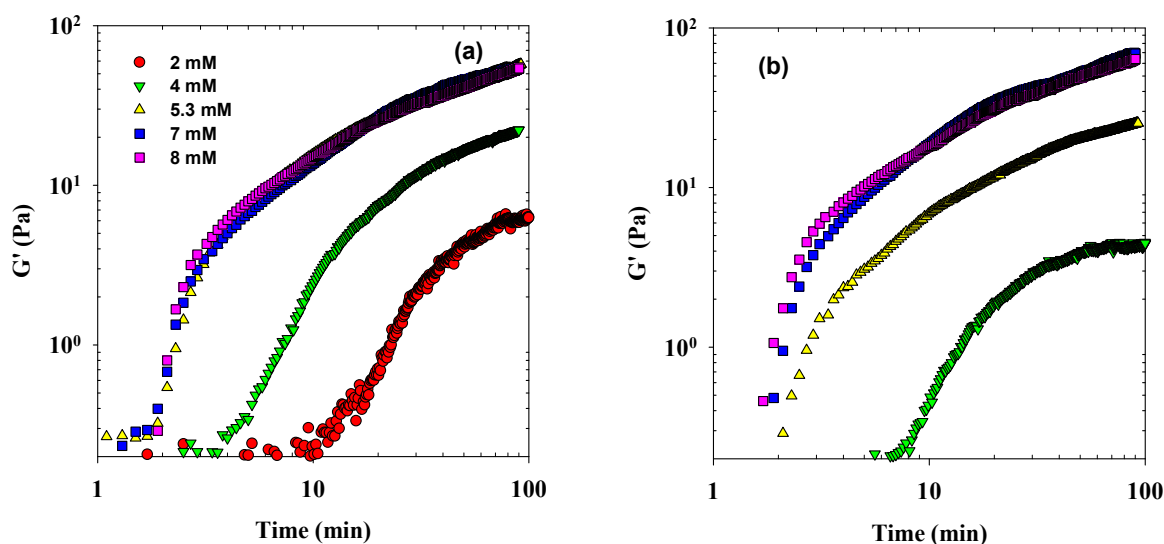 (a)
2 mM
4 mM
5.3 mM
7 mM
8 mM
10²
10¹
10⁰
G' (Pa)
1 10 100
Time (min)
(b)
10²
10¹
10⁰
G' (Pa)
1 10 100
Time (min)